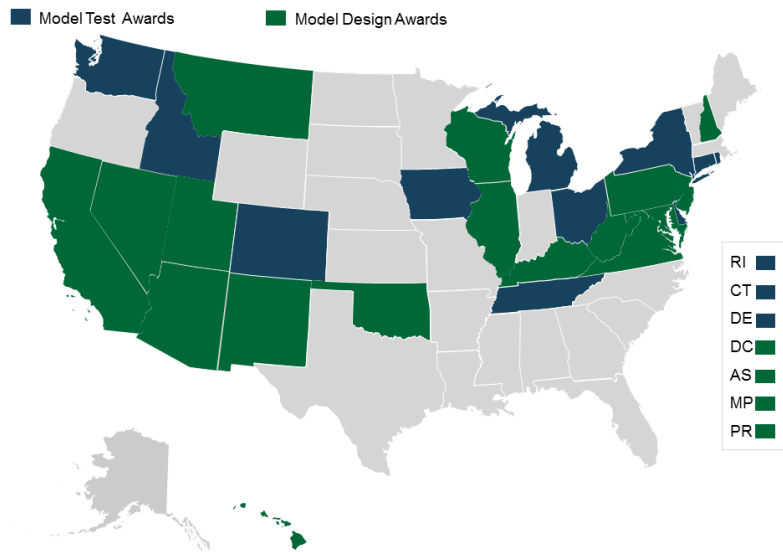 Model Test Awards
Model Design Awards
RI
CT
DE
DC
AS
MP
PR